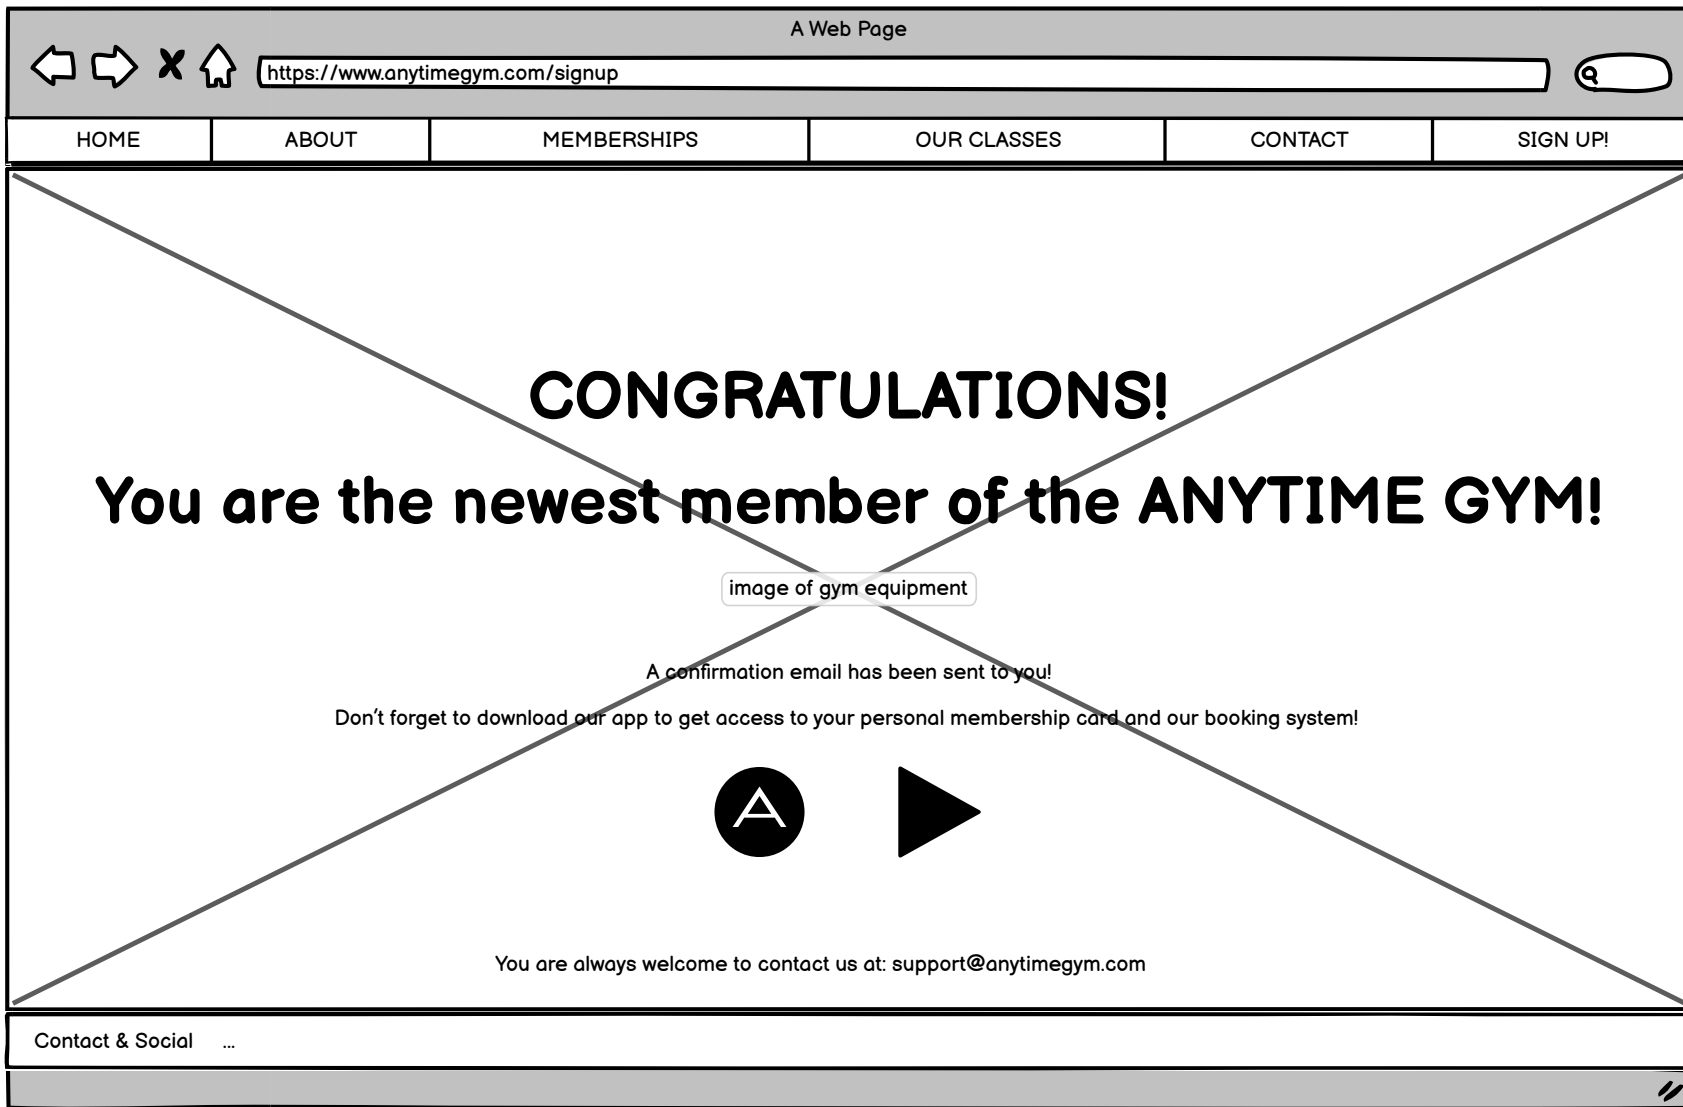 A Web Page
https://www.anytimegym.com/signup
HOME ABOUT MEMBERSHIPS OUR CLASSES CONTACT SIGN UP!
CONGRATULATIONS!
You are the newest member of the ANYTIME GYM!
image of gym equipment
A confirmation email has been sent to you!
Don't forget to download our app to get access to your personal membership card and our booking system!
A
You are always welcome to contact us at: support@anytimegym.com
Contact & Social ...